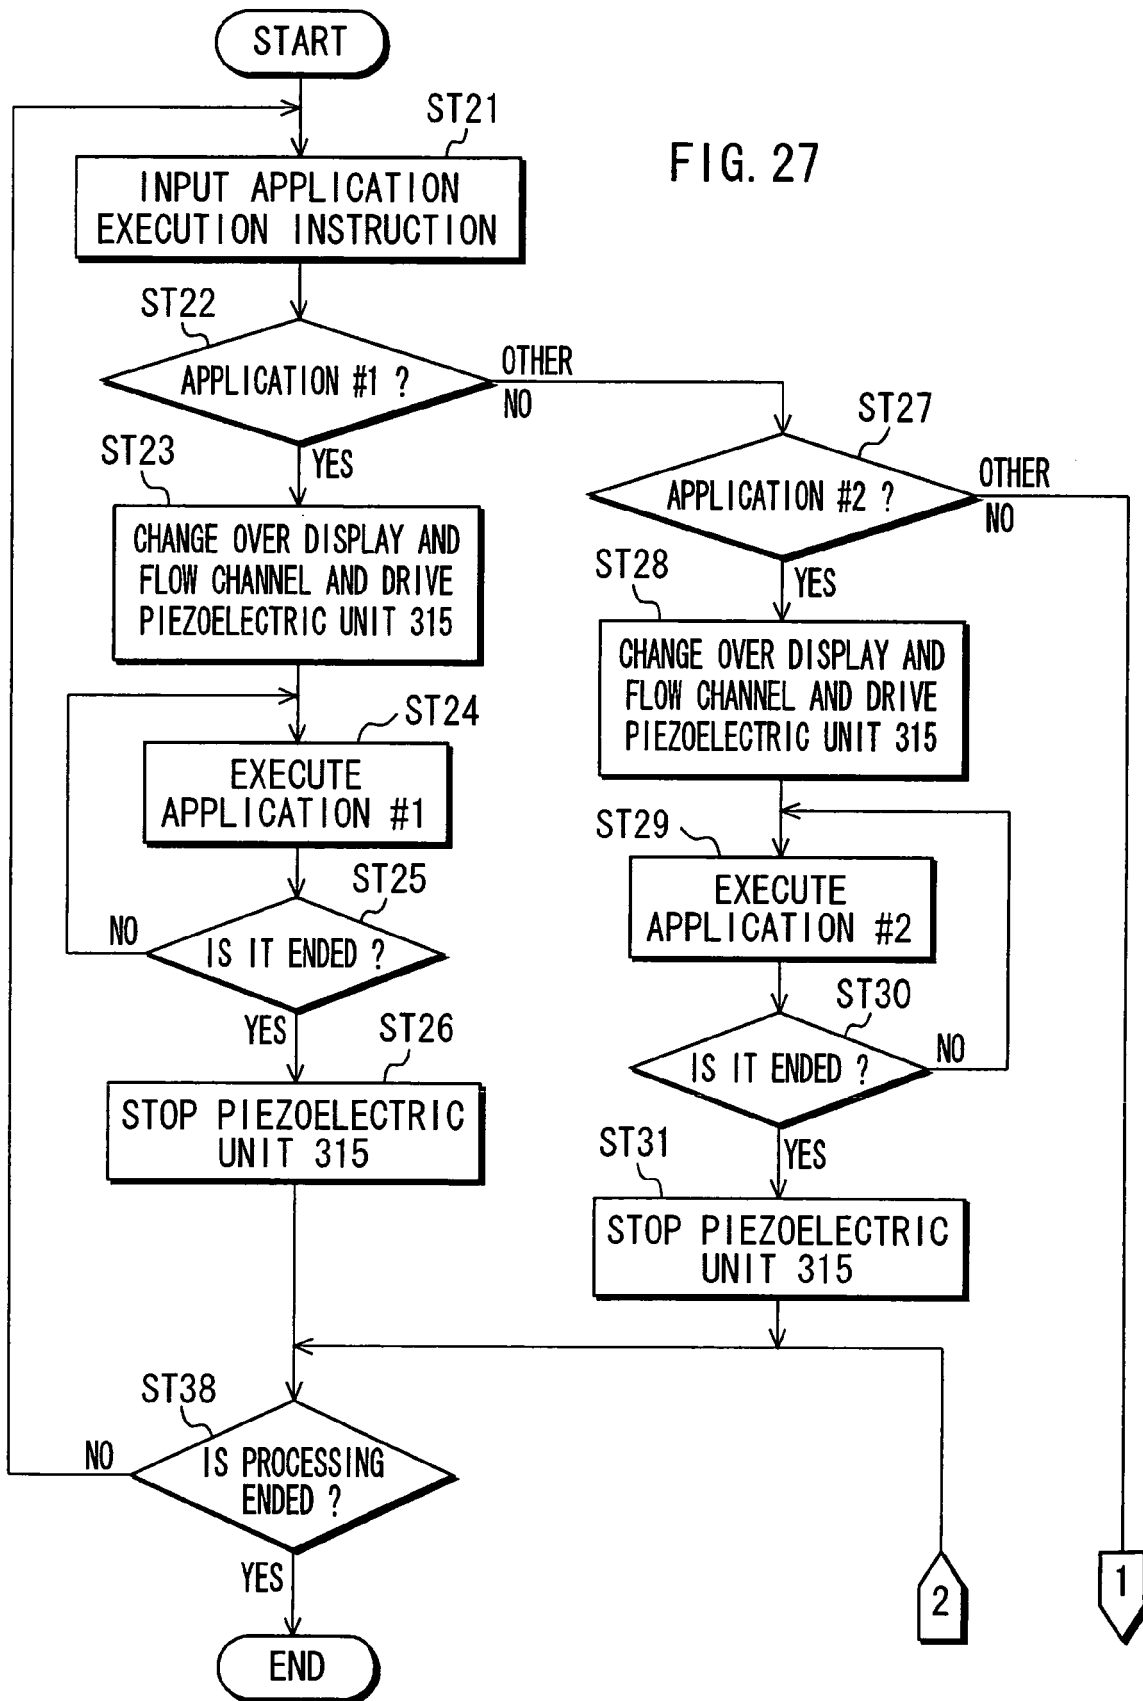 START
ST21
FIG. 27
INPUT APPLICATION
EXECUTION INSTRUCTION
ST22
APPLICATION #1 ?
OTHER
NO
YES
ST23
CHANGE OVER DISPLAY AND
FLOW CHANNEL AND DRIVE
PIEZOELECTRIC UNIT 315
ST24
EXECUTE
APPLICATION #1
ST25
IS IT ENDED ?
NO
YES
ST26
STOP PIEZOELECTRIC
UNIT 315
ST27
APPLICATION #2 ?
OTHER
NO
YES
ST28
CHANGE OVER DISPLAY AND
FLOW CHANNEL AND DRIVE
PIEZOELECTRIC UNIT 315
ST29
EXECUTE
APPLICATION #2
ST30
IS IT ENDED ?
NO
YES
ST31
STOP PIEZOELECTRIC
UNIT 315
ST38
IS PROCESSING
ENDED ?
NO
YES
END
2
1